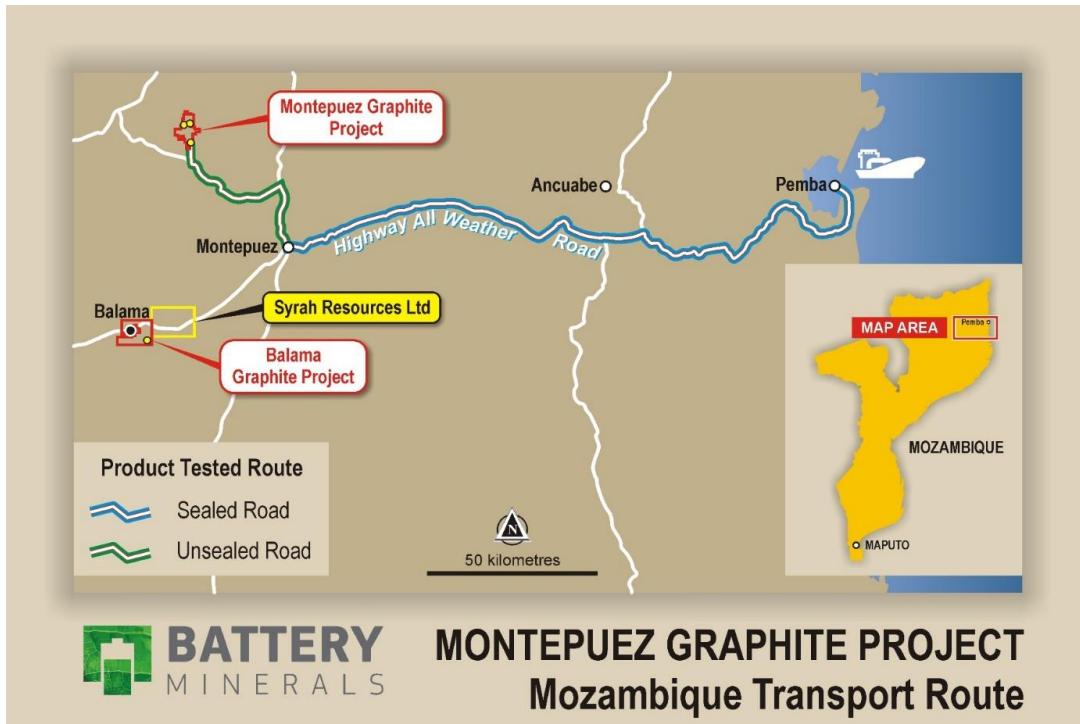 Montepuez Graphite
Project
Ancuabe
Pemba
Montepuez
Highway All Weather Road
Balama
Syrah Resources Ltd
Balama
Graphite Project
MAP AREA
Pemba
MOZAMBIQUE
MAPUTO
Product Tested Route
Sealed Road
Unsealed Road
N
50 kilometres
BATTERY
MINERALS
MONTEPUEZ GRAPHITE PROJECT
Mozambique Transport Route